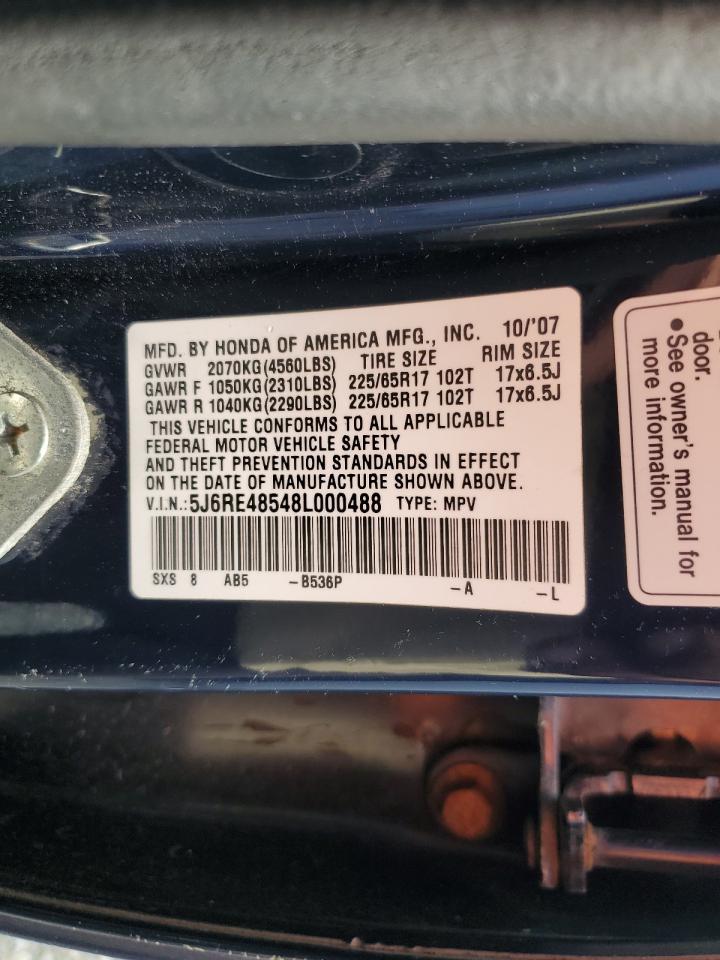 MFD. BY HONDA OF AMERICA MFG., INC. 10/'07
GVWR 2070KG(4560LBS) TIRE SIZE RIM SIZE
GAWR F 1050KG(2310LBS) 225/65R17 102T 17x6.5J
GAWR R 1040KG(2290LBS) 225/65R17 102T 17x6.5J
THIS VEHICLE CONFORMS TO ALL APPLICABLE
FEDERAL MOTOR VEHICLE SAFETY
AND THEFT PREVENTION STANDARDS IN EFFECT
ON THE DATE OF MANUFACTURE SHOWN ABOVE.
V.I.N.:5J6RE48548L000488 TYPE: MPV
SXS 8 AB5 -B536P -A -L
door.
•See owner's manual for
more information.